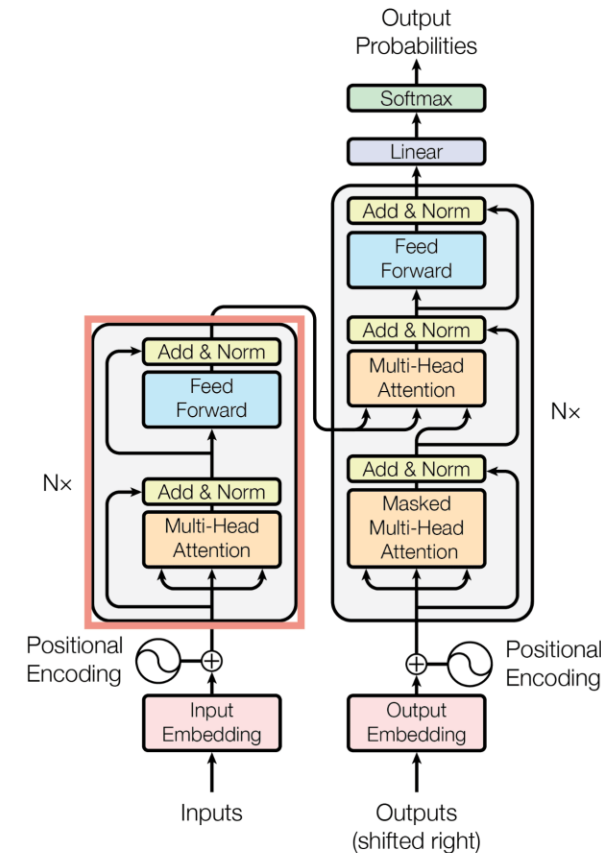 Output
Probabilities
Softmax
Linear
Add & Norm
Feed
Forward
Add & Norm
Multi-Head
Attention
Add & Norm
Masked
Multi-Head
Attention
Nx
Add & Norm
Feed
Forward
Add & Norm
Multi-Head
Attention
Nx
Positional
Encoding
Positional
Encoding
Input
Embedding
Output
Embedding
Inputs
Outputs
(shifted right)